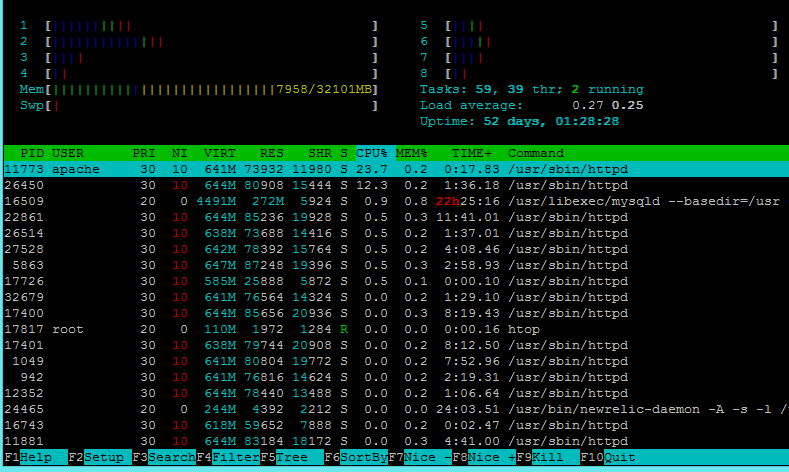 1 [||||||||||| ] 5 [|||| ]
2 [||||||||||||||| ] 6 [||||| ]
3 [|||| ] 7 [|||| ]
4 [|| ] 8 [|| ]
Mem[||||||||||||||||||||||||||||7958/32101MB] Tasks: 59, 39 thr; 2 running
Swp[| ] Load average: 0.27 0.25
Uptime: 52 days, 01:28:28
PID USER PRI NI VIRT RES SHR S CPU% MEM% TIME+ Command
11773 apache 30 10 641M 73932 11980 S 23.7 0.2 0:17.83 /usr/sbin/httpd
26450 30 10 644M 80908 15444 S 12.3 0.2 1:36.18 /usr/sbin/httpd
16509 20 0 4491M 272M 5924 S 0.9 0.8 22h25:16 /usr/libexec/mysqld --basedir=/usr
22861 30 10 644M 85236 19928 S 0.5 0.3 11:41.01 /usr/sbin/httpd
26514 30 10 638M 73688 14416 S 0.5 0.2 1:37.01 /usr/sbin/httpd
27528 30 10 642M 78392 15764 S 0.5 0.2 4:08.46 /usr/sbin/httpd
5863 30 10 647M 87248 19396 S 0.5 0.3 2:58.93 /usr/sbin/httpd
17726 30 10 585M 25888 5872 S 0.5 0.1 0:00.10 /usr/sbin/httpd
32679 30 10 641M 76564 14324 S 0.0 0.2 1:29.10 /usr/sbin/httpd
17400 30 10 644M 85656 20936 S 0.0 0.3 8:19.43 /usr/sbin/httpd
17817 root 20 0 110M 1972 1284 R 0.0 0.0 0:00.16 htop
17401 30 10 638M 79744 20908 S 0.0 0.2 8:12.50 /usr/sbin/httpd
1049 30 10 641M 80804 19772 S 0.0 0.2 7:52.96 /usr/sbin/httpd
942 30 10 641M 76816 14624 S 0.0 0.2 2:19.31 /usr/sbin/httpd
12352 30 10 644M 78440 13488 S 0.0 0.2 1:06.64 /usr/sbin/httpd
24465 20 0 244M 4392 2212 S 0.0 0.0 24:03.51 /usr/bin/newrelic-daemon -A -s -l /
16743 30 10 618M 59652 7888 S 0.0 0.2 0:02.47 /usr/sbin/httpd
11881 30 10 644M 83184 18172 S 0.0 0.3 4:41.00 /usr/sbin/httpd
F1Help F2Setup F3SearchF4FilterF5Tree F6SortByF7Nice -F8Nice +F9Kill F10Quit